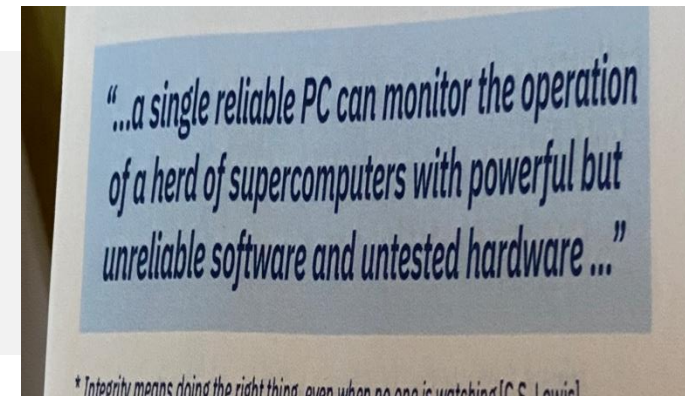 “...a single reliable PC can monitor the operation
of a herd of supercomputers with powerful but
unreliable software and untested hardware ...”
* Integrity means doing the right thing, even when no one is watching [C.S. Lewis]